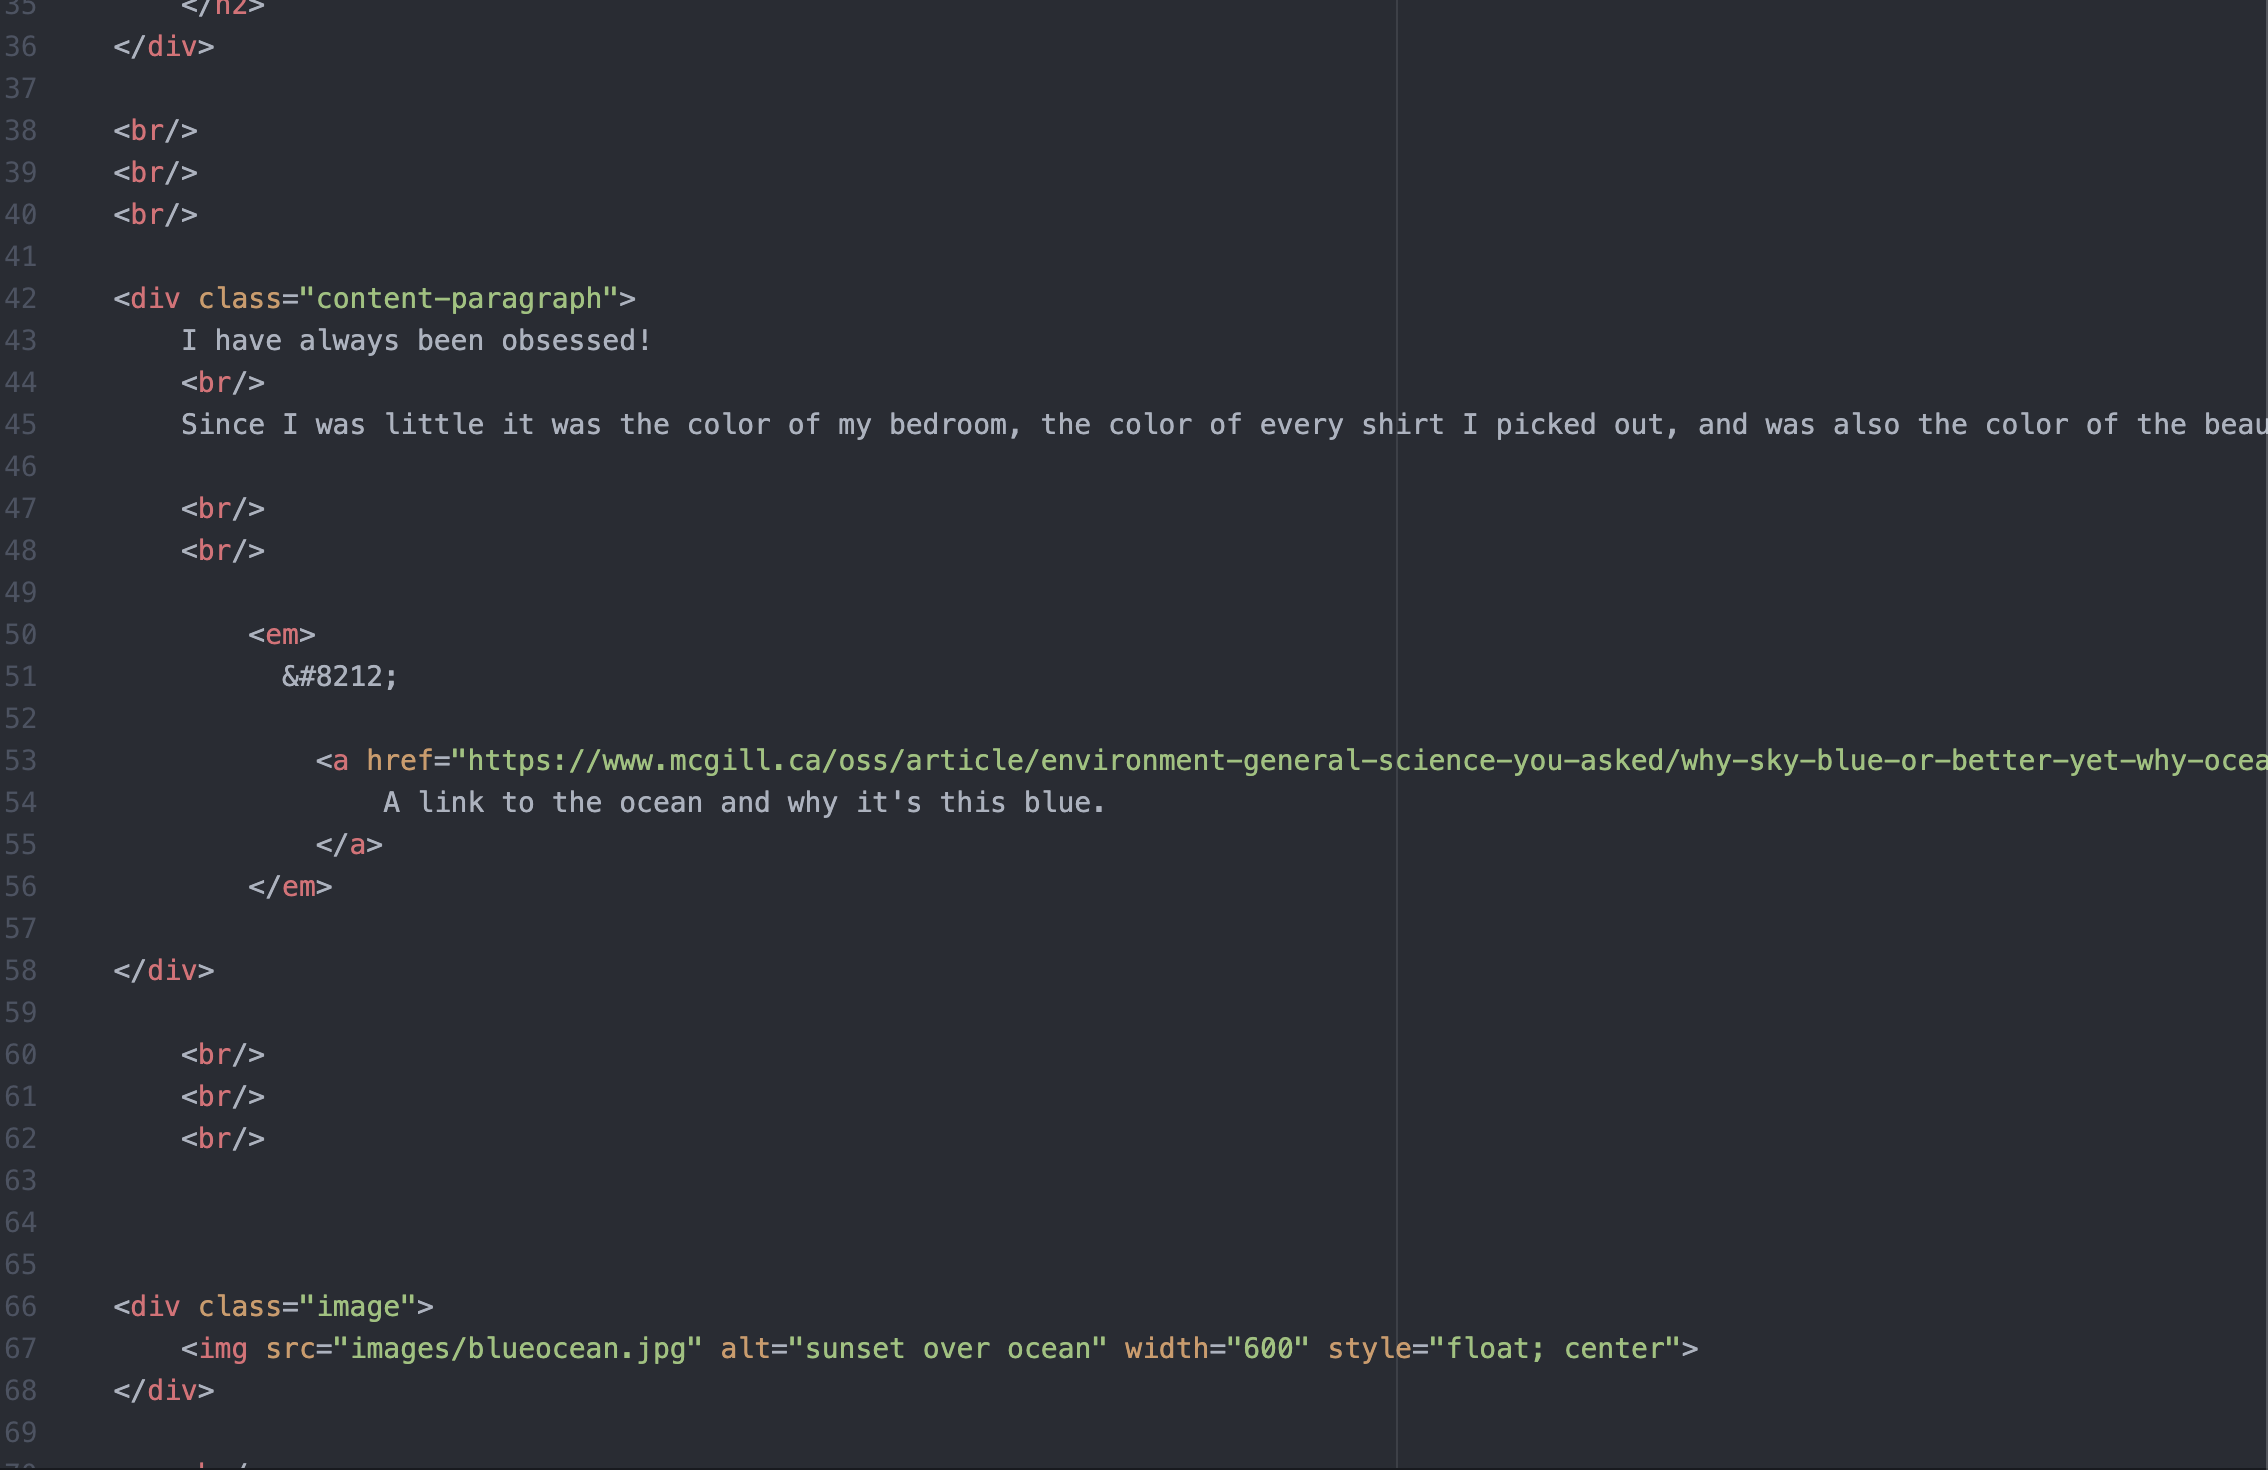 35 </h2>
36 </div>
37
38 <br/>
39 <br/>
40 <br/>
41
42 <div class="content-paragraph">
43 I have always been obsessed!
44 <br/>
45 Since I was little it was the color of my bedroom, the color of every shirt I picked out, and was also the color of the beau
46
47 <br/>
48 <br/>
49
50 <em>
51 &#8212;
52
53 <a href="https://www.mcgill.ca/oss/article/environment-general-science-you-asked/why-sky-blue-or-better-yet-why-ocea
54 A link to the ocean and why it's this blue.
55 </a>
56 </em>
57
58 </div>
59
60 <br/>
61 <br/>
62 <br/>
63
64
65
66 <div class="image">
67 <img src="images/blueocean.jpg" alt="sunset over ocean" width="600" style="float; center">
68 </div>
69